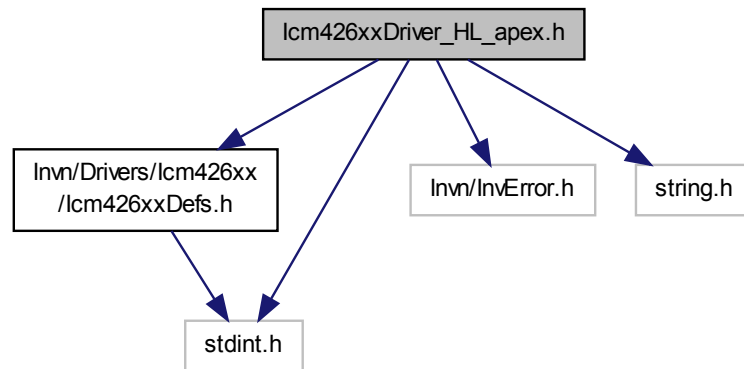 Icm426xxDriver_HL_apex.h
Invn/Drivers/Icm426xx
/Icm426xxDefs.h
Invn/InvError.h
string.h
stdint.h